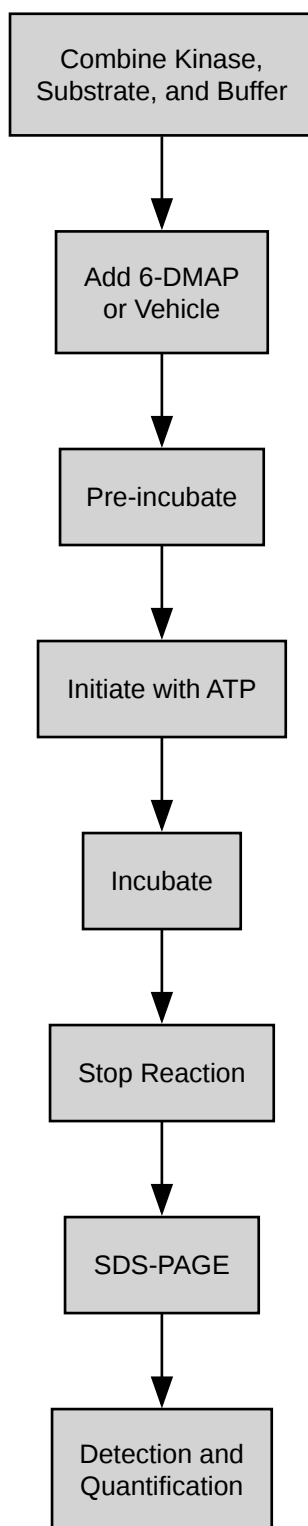 Combine Kinase,
Substrate, and Buffer
Add 6-DMAP
or Vehicle
Pre-incubate
Initiate with ATP
Incubate
Stop Reaction
SDS-PAGE
Detection and
Quantification